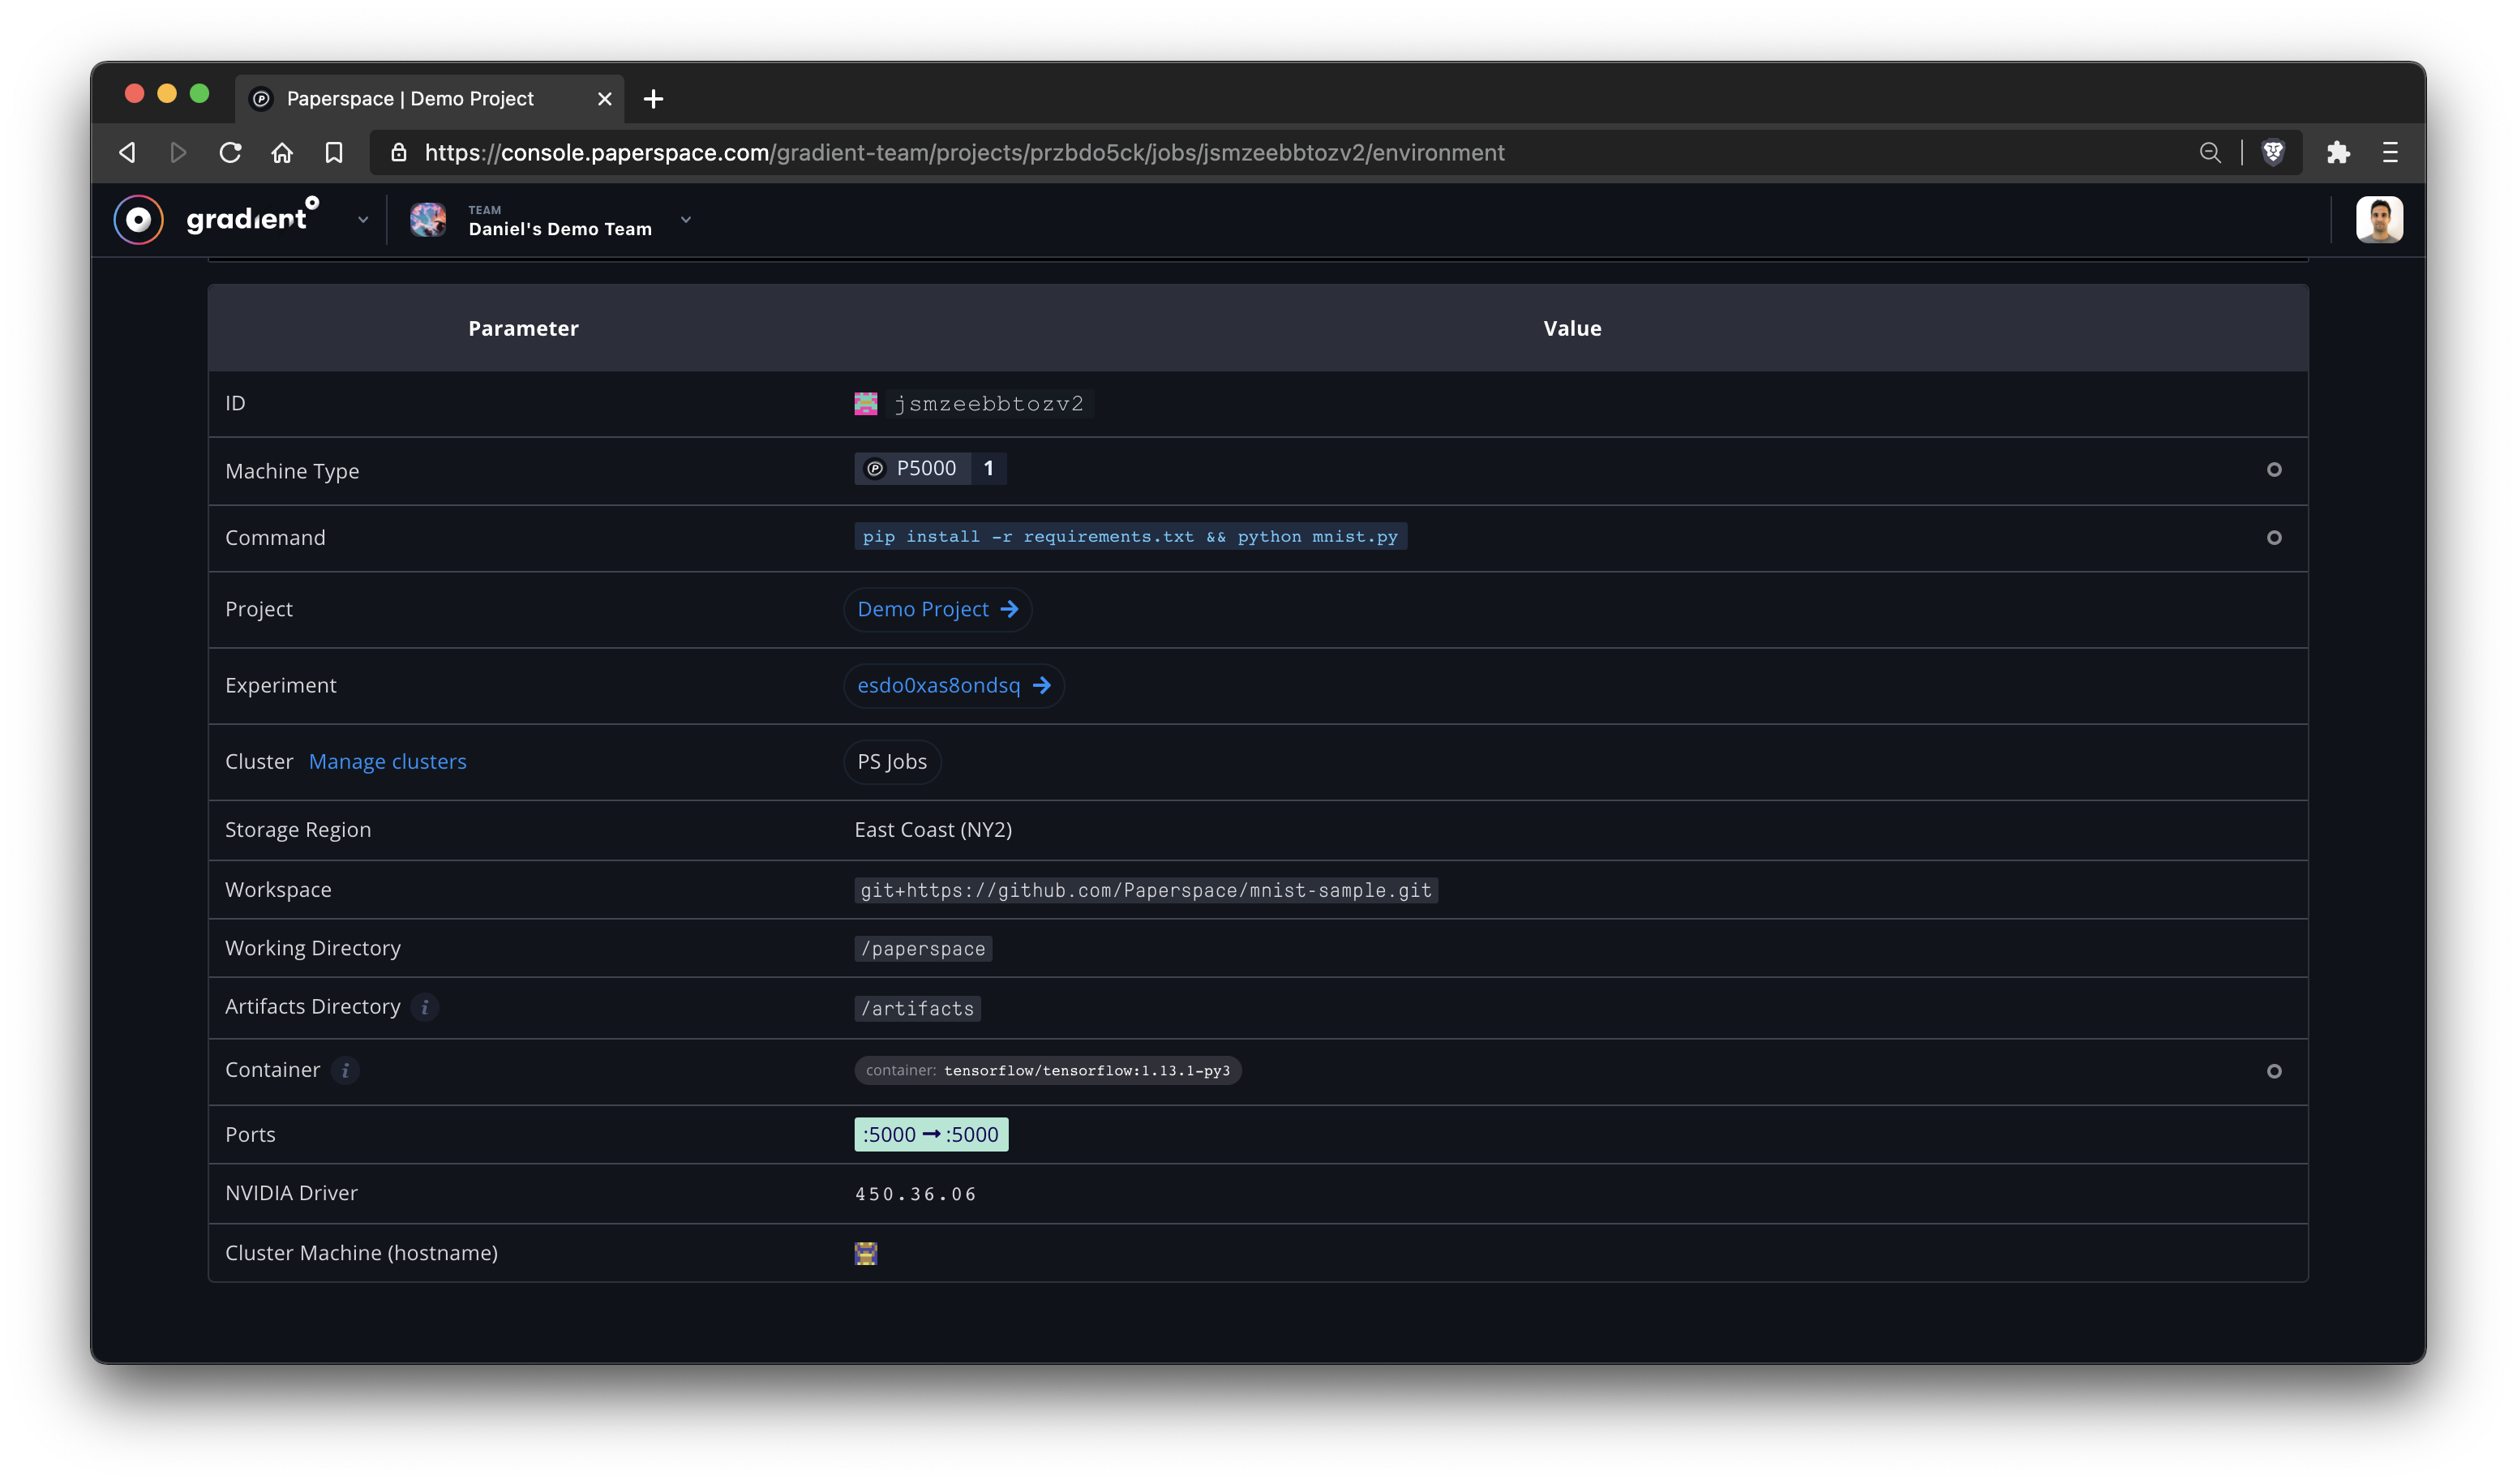 Paperspace | Demo Project
https://console.paperspace.com/gradient-team/projects/przbdo5ck/jobs/jsmzeebbtozv2/environment
gradient
TEAM
Daniel's Demo Team
Parameter Value
ID jsmzeebbtozv2
Machine Type P5000 1
Command pip install -r requirements.txt && python mnist.py
Project Demo Project
Experiment esdo0xas8ondsq
Cluster Manage clusters PS Jobs
Storage Region East Coast (NY2)
Workspace git+https://github.com/Paperspace/mnist-sample.git
Working Directory /paperspace
Artifacts Directory i /artifacts
Container i container: tensorflow/tensorflow:1.13.1-py3
Ports :5000 → :5000
NVIDIA Driver 450.36.06
Cluster Machine (hostname)